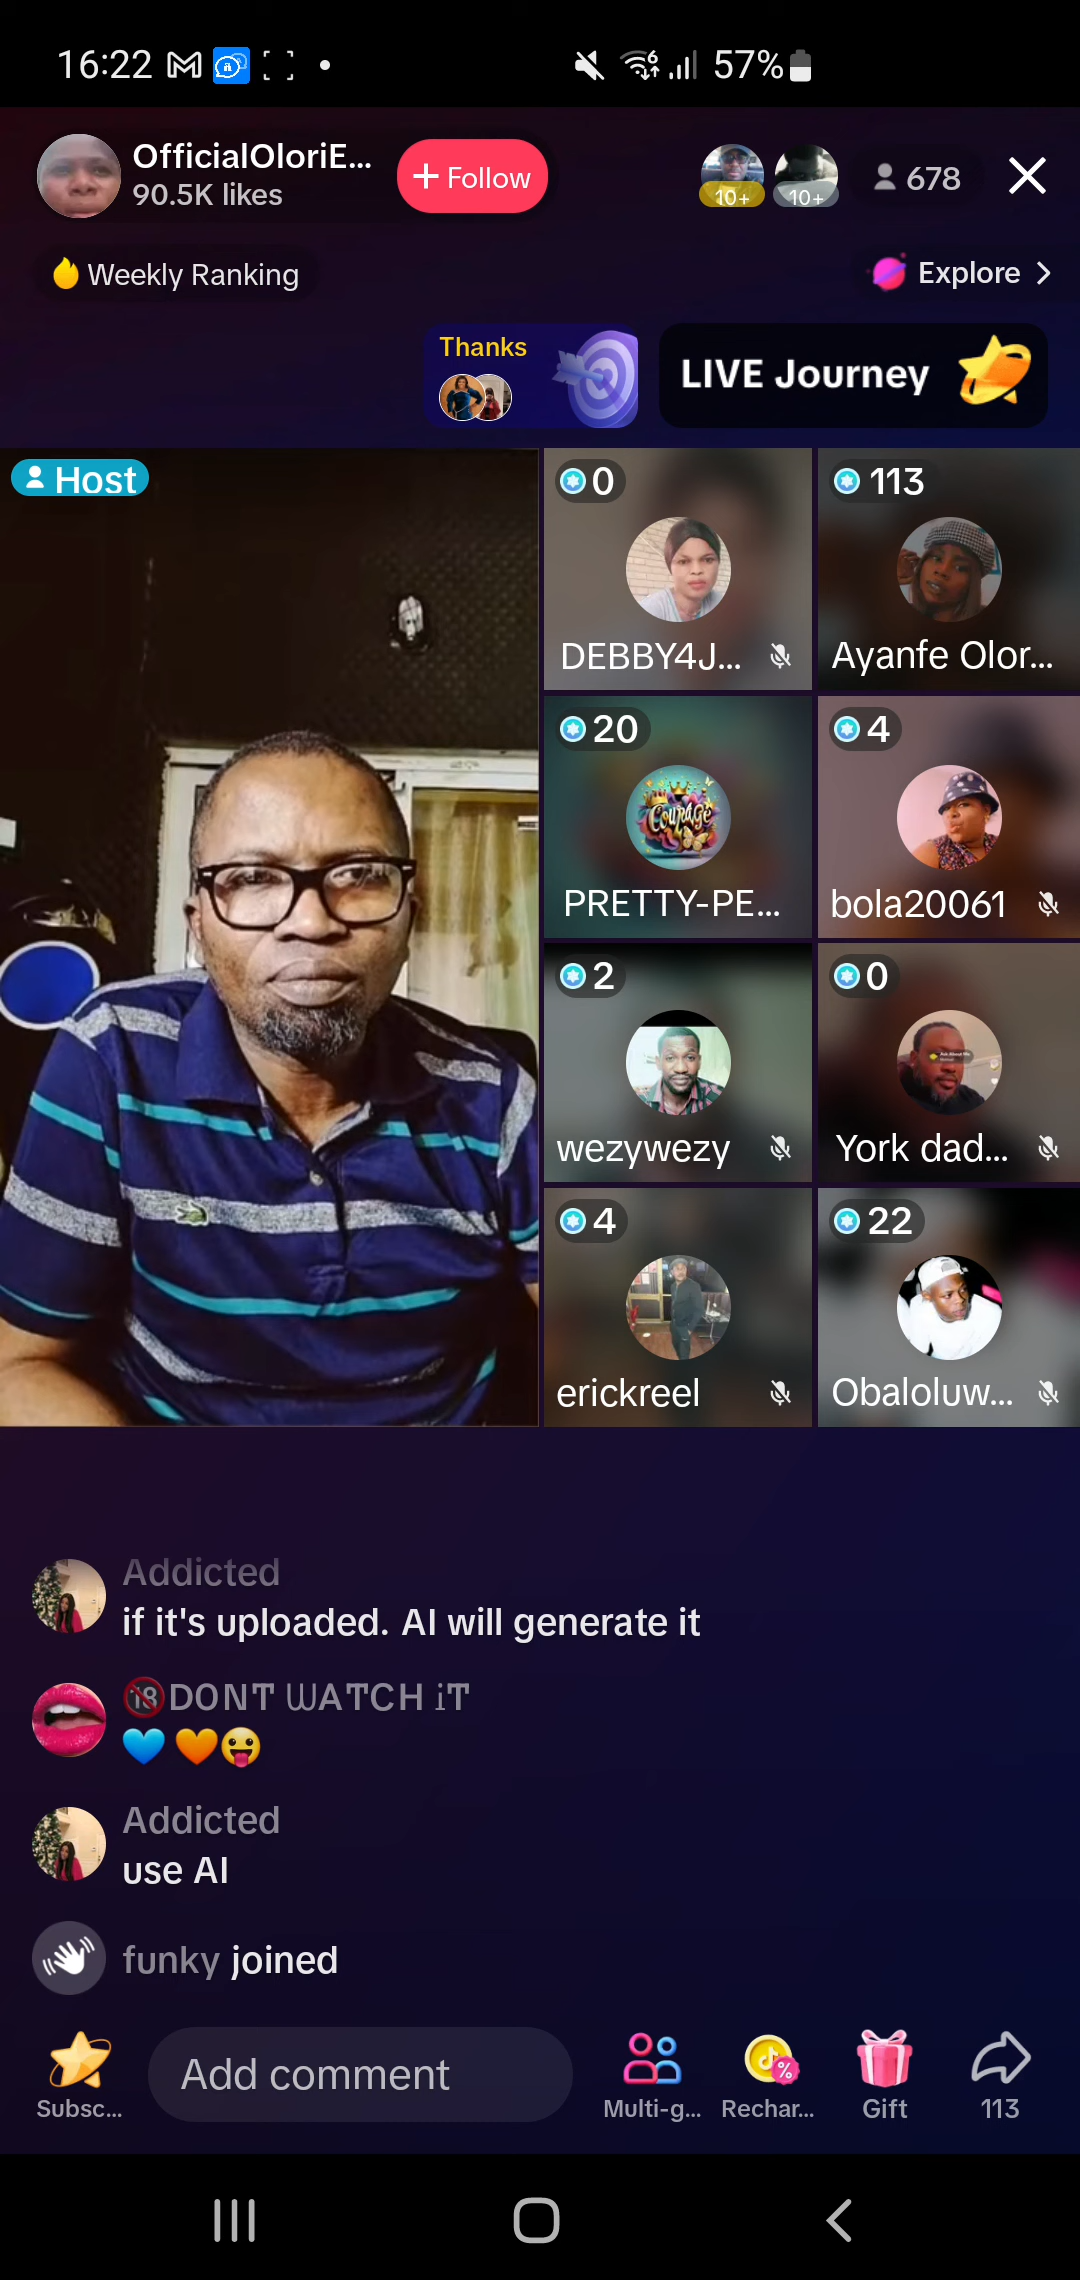 16:22
57%
OfficialOloriE...
90.5K likes
+ Follow
10+
10+
678
Weekly Ranking
Explore
Thanks
LIVE Journey
Host
0
DEBBY4J...
113
Ayanfe Olor...
20
Courage
PRETTY-PE...
4
bola20061
2
wezywezy
0
York dad...
4
erickreel
22
Obaloluw...
Addicted
if it's uploaded. AI will generate it
🔞DONT WATCH iT
💙 🧡😛
Addicted
use AI
funky joined
Subsc...
Add comment
Multi-g...
Rechar...
Gift
113